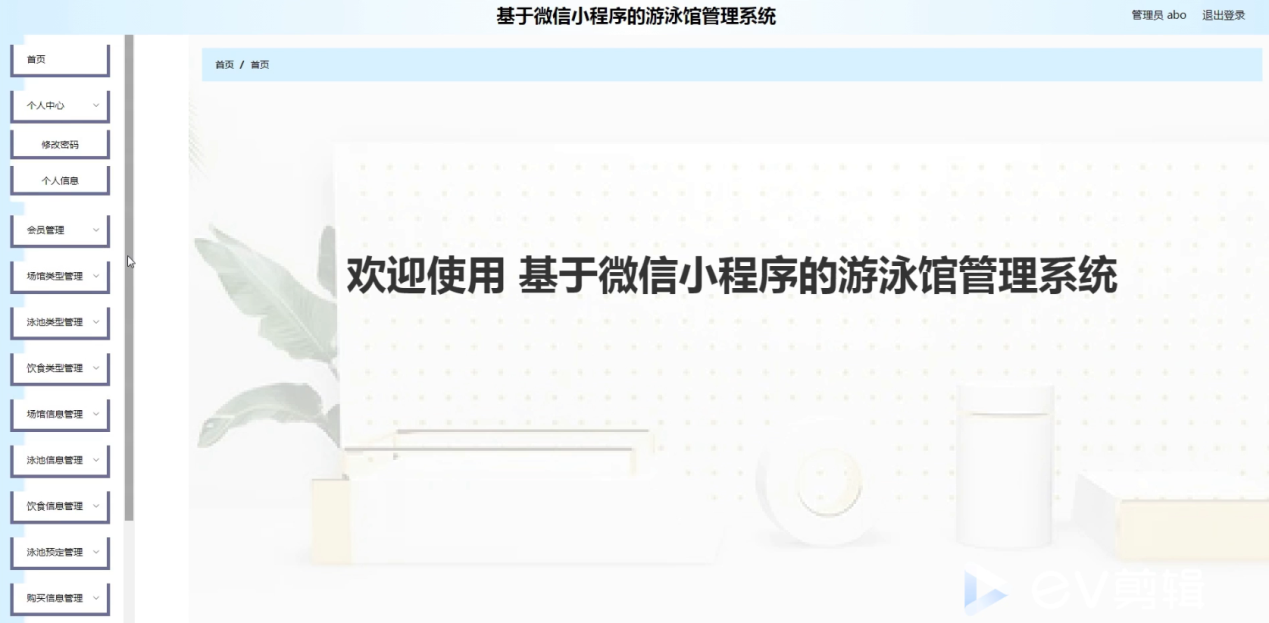 基于微信小程序的游泳馆管理系统
管理员 abo 退出登录
首页 / 首页
首页
个人中心
修改密码
个人信息
会员管理
场馆类型管理
泳池类型管理
饮食类型管理
场馆信息管理
泳池信息管理
饮食信息管理
泳池预定管理
购买信息管理
欢迎使用 基于微信小程序的游泳馆管理系统
EV剪辑